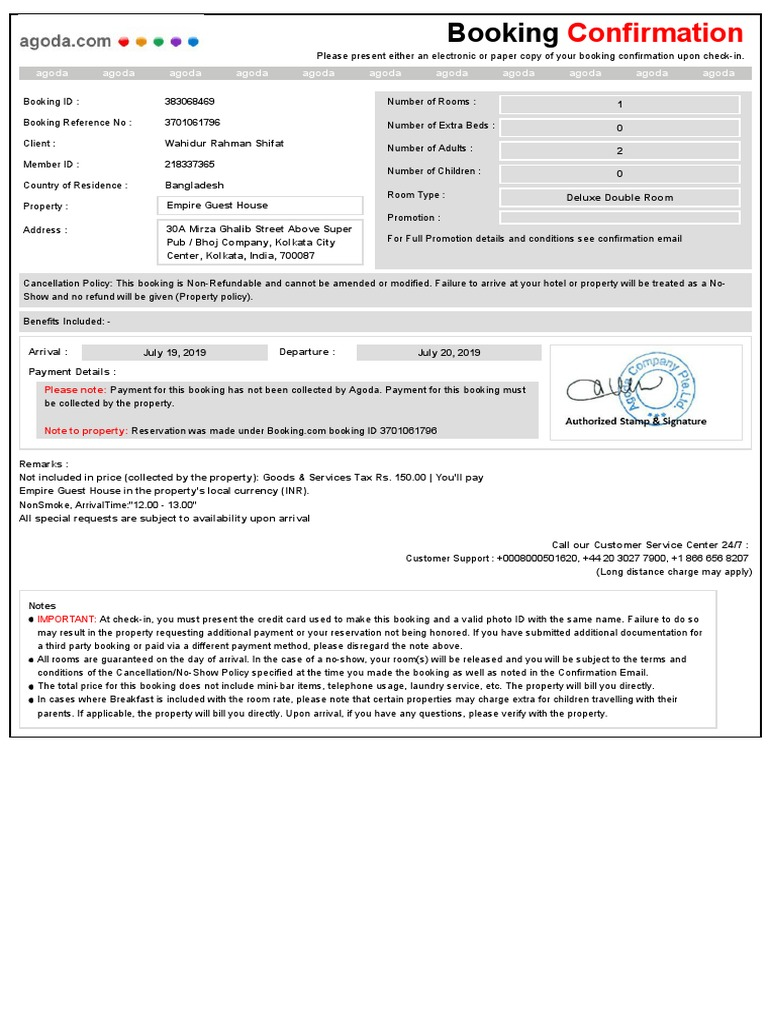 agoda.com
Booking Confirmation
Please present either an electronic or paper copy of your booking confirmation upon check-in.
agoda agoda agoda agoda agoda agoda agoda agoda agoda agoda agoda
Booking ID : 383068469
Booking Reference No : 3701061796
Client : Wahidur Rahman Shifat
Member ID : 218337365
Country of Residence : Bangladesh
Property : Empire Guest House
Address : 30A Mirza Ghalib Street Above Super
Pub / Bhoj Company, Kolkata City
Center, Kolkata, India, 700087
Number of Rooms : 1
Number of Extra Beds : 0
Number of Adults : 2
Number of Children : 0
Room Type : Deluxe Double Room
Promotion :
For Full Promotion details and conditions see confirmation email
Cancellation Policy: This booking is Non-Refundable and cannot be amended or modified. Failure to arrive at your hotel or property will be treated as a No-
Show and no refund will be given (Property policy).
Benefits Included: -
Arrival : July 19, 2019 Departure : July 20, 2019
Payment Details :
Please note: Payment for this booking has not been collected by Agoda. Payment for this booking must
be collected by the property.
Note to property: Reservation was made under Booking.com booking ID 3701061796
Agoda Company Pte.Ltd.
Authorized Stamp & Signature
Remarks :
Not included in price (collected by the property): Goods & Services Tax Rs. 150.00 | You'll pay
Empire Guest House in the property's local currency (INR).
NonSmoke, ArrivalTime:"12.00 - 13.00"
All special requests are subject to availability upon arrival
Call our Customer Service Center 24/7 :
Customer Support : +0008000501620, +44 20 3027 7900, +1 866 656 8207
(Long distance charge may apply)
Notes
● IMPORTANT: At check-in, you must present the credit card used to make this booking and a valid photo ID with the same name. Failure to do so
may result in the property requesting additional payment or your reservation not being honored. If you have submitted additional documentation for
a third party booking or paid via a different payment method, please disregard the note above.
● All rooms are guaranteed on the day of arrival. In the case of a no-show, your room(s) will be released and you will be subject to the terms and
conditions of the Cancellation/No-Show Policy specified at the time you made the booking as well as noted in the Confirmation Email.
● The total price for this booking does not include mini-bar items, telephone usage, laundry service, etc. The property will bill you directly.
● In cases where Breakfast is included with the room rate, please note that certain properties may charge extra for children travelling with their
parents. If applicable, the property will bill you directly. Upon arrival, if you have any questions, please verify with the property.